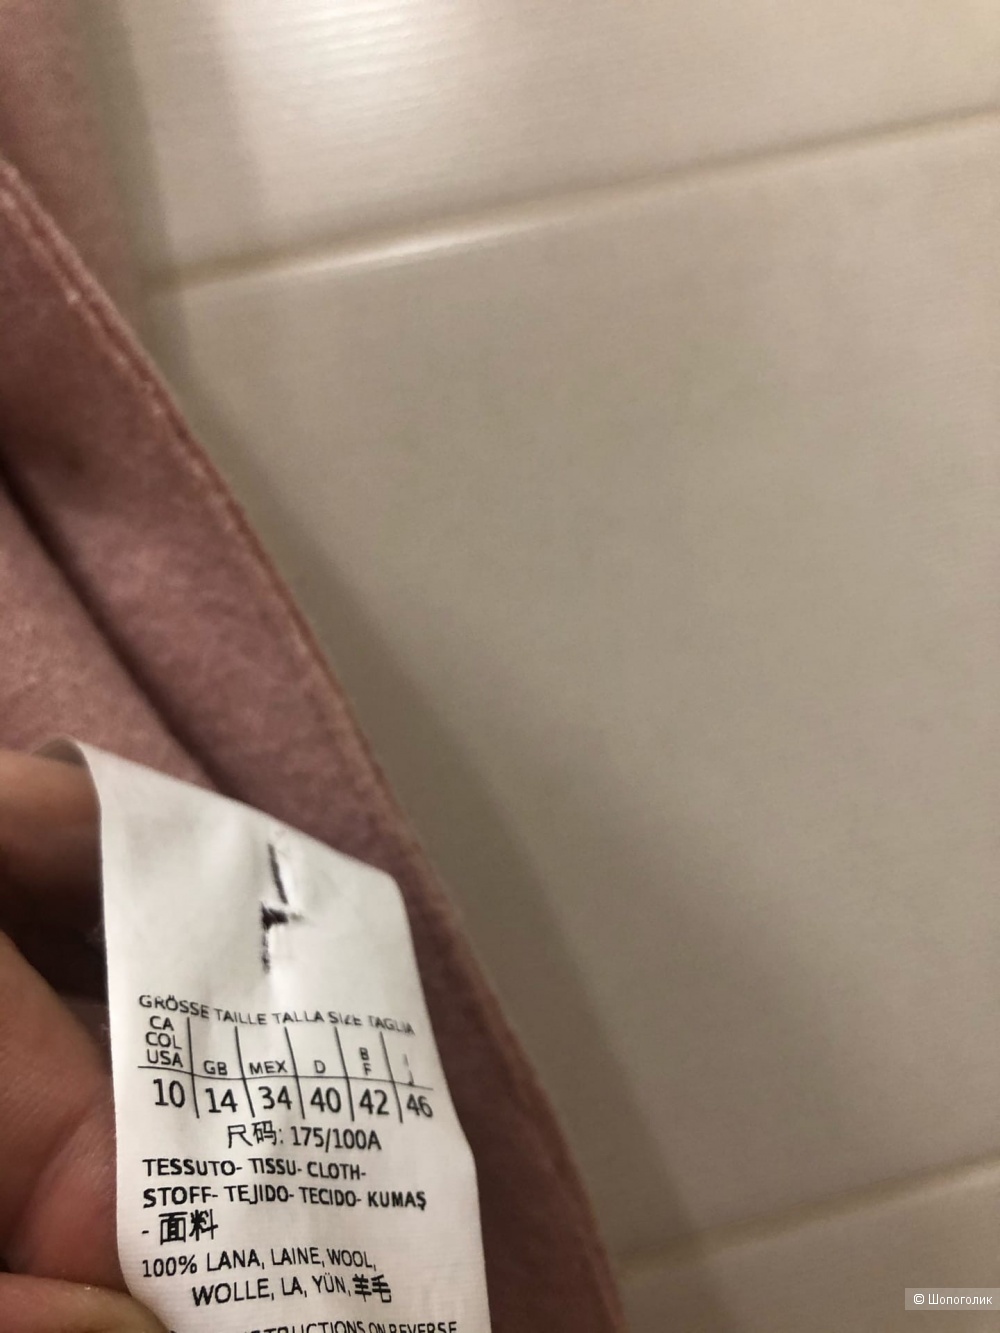 GRÖSSE TAILLE TALLA SIZE TAGLIA
CA COL USA GB MEX D B F I
10 14 34 40 42 46
尺码: 175/100A
TESSUTO- TISSU- CLOTH-
STOFF- TEJIDO- TECIDO- KUMAŞ
- 面料
100% LANA, LAINE, WOOL,
WOLLE, LA, YÜN, 羊毛
ON REVERSE
© Шопоголик